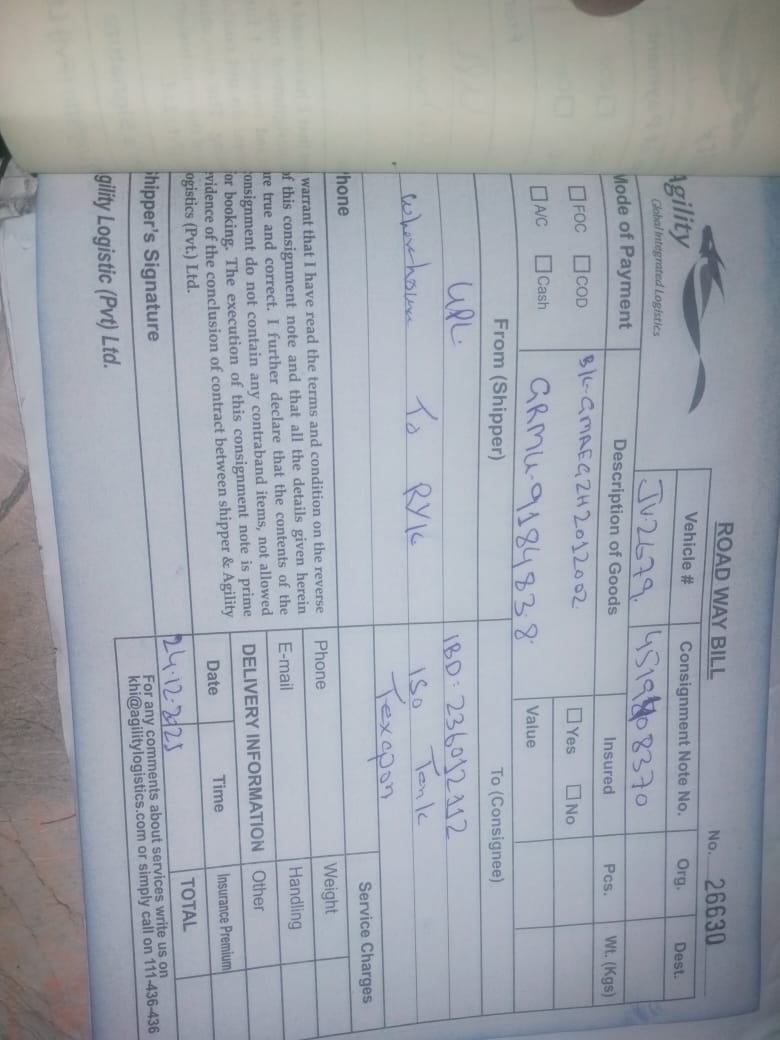 ROAD WAY BILL
No. 26630
Agility
Global Integrated Logistics
Vehicle # Consignment Note No. Org. Dest.
JV-2679 8370
Mode of Payment Description of Goods Insured Pcs. Wt. (Kgs)
FOC COD B/L-GMAEGZH2012002 Yes No
A/C Cash GRMU-918483-8 Value
From (Shipper) To (Consignee)
UPL IBD: 236012112
To RYK ISO Tank
Texapon
Phone Service Charges
warrant that I have read the terms and condition on the reverse
of this consignment note and that all the details given herein
are true and correct. I further declare that the contents of the
consignment do not contain any contraband items, not allowed
for booking. The execution of this consignment note is prime
evidence of the conclusion of contract between shipper & Agility
Logistics (Pvt.) Ltd.
Phone Weight
E-mail Handling
DELIVERY INFORMATION Other
Date Time Insurance Premium
24.12.2025 TOTAL
Shipper's Signature
For any comments about services write us on
khi@agilitylogistics.com or simply call on 111-436-436
Agility Logistic (Pvt) Ltd.